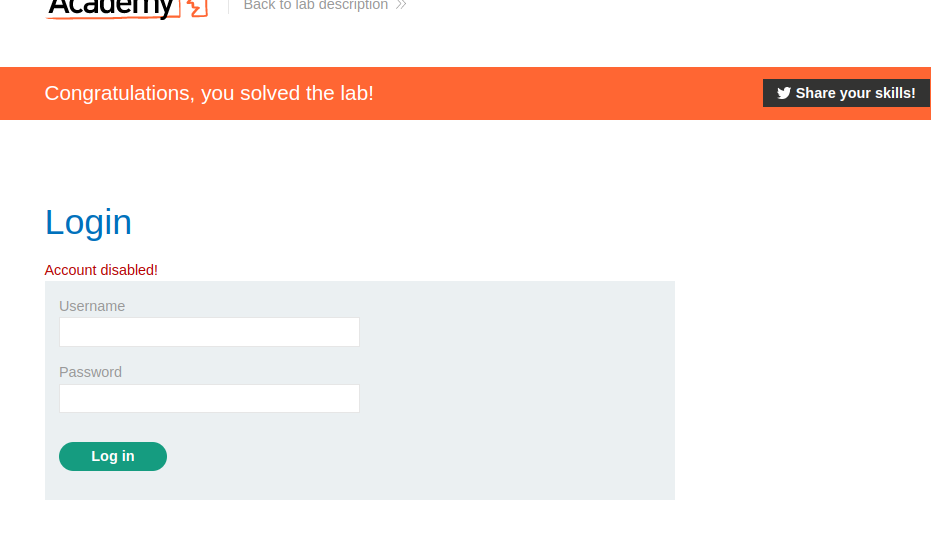 Academy
Back to lab description
Congratulations, you solved the lab!
Share your skills!
Login
Account disabled!
Username
Password
Log in